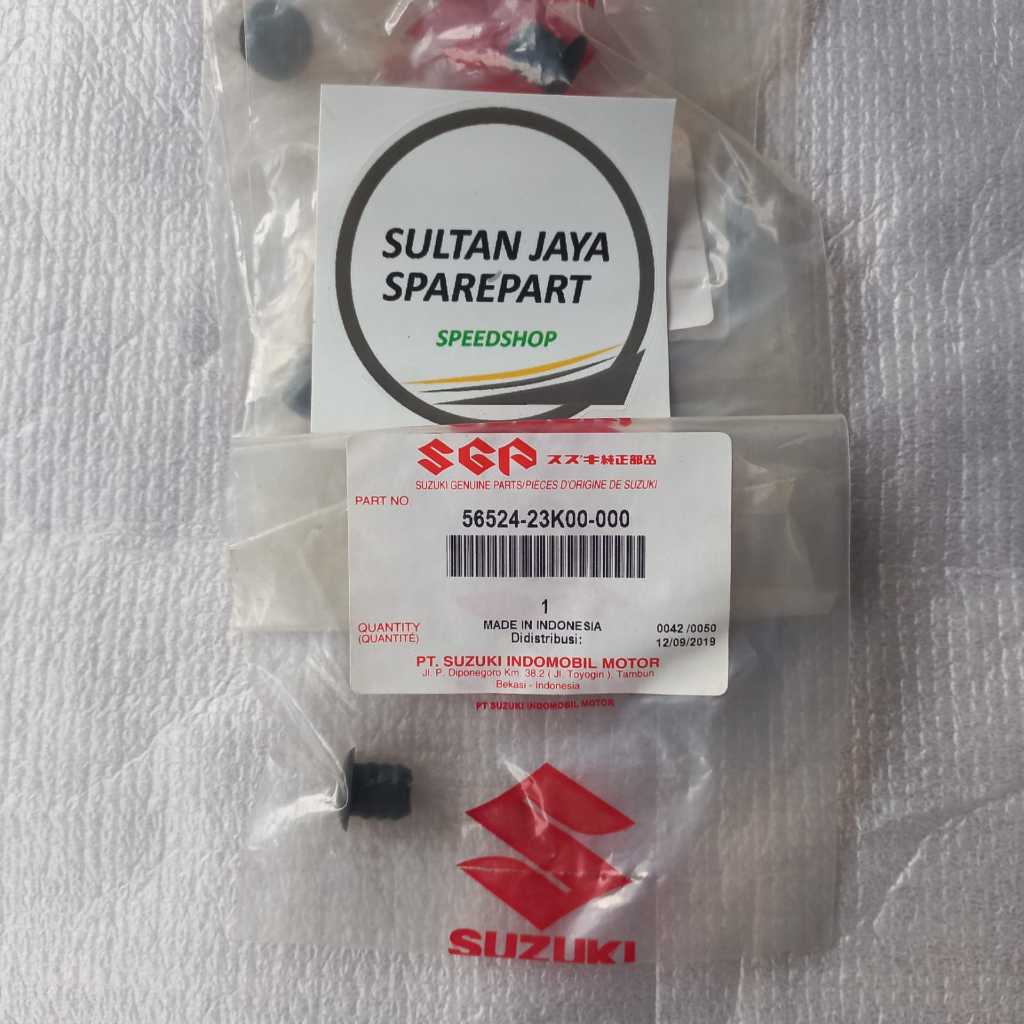 SULTAN JAYA
SPAREPART
SPEEDSHOP
SGP スズキ純正部品
SUZUKI GENUINE PARTS/PIÈCES D'ORIGINE DE SUZUKI
PART NO.
56524-23K00-000
1
QUANTITY
(QUANTITÉ)
MADE IN INDONESIA
Didistribusi:
0042 /0050
12/09/2019
PT. SUZUKI INDOMOBIL MOTOR
Jl. P. Diponegoro Km. 38.2 ( Jl. Toyogiri ), Tambun
Bekasi - Indonesia
PT SUZUKI INDOMOBIL MOTOR
SUZUKI